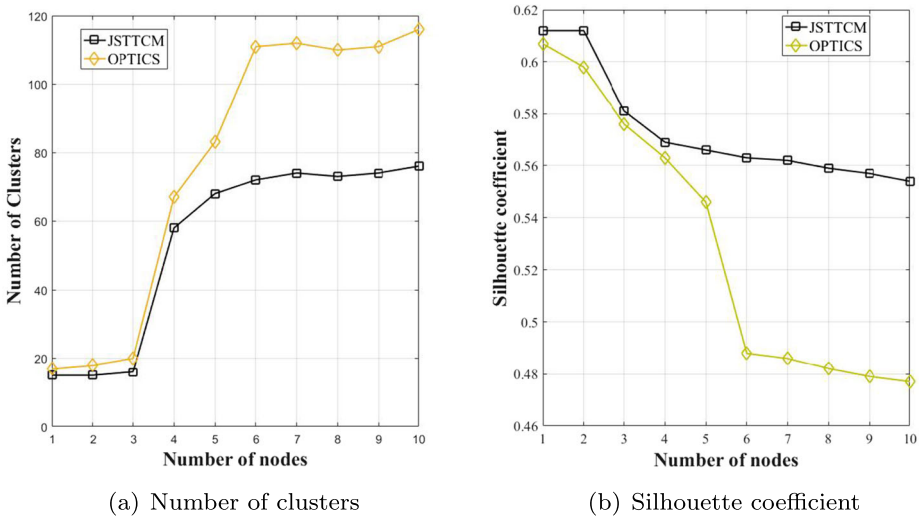 120
100
80
60
40
20
0
Number of Clusters
JSTTCM
OPTICS
1 2 3 4 5 6 7 8 9 10
Number of nodes
(a) Number of clusters
0.62
0.6
0.58
0.56
0.54
0.52
0.5
0.48
0.46
Silhouette coefficient
JSTTCM
OPTICS
1 2 3 4 5 6 7 8 9 10
Number of nodes
(b) Silhouette coefficient